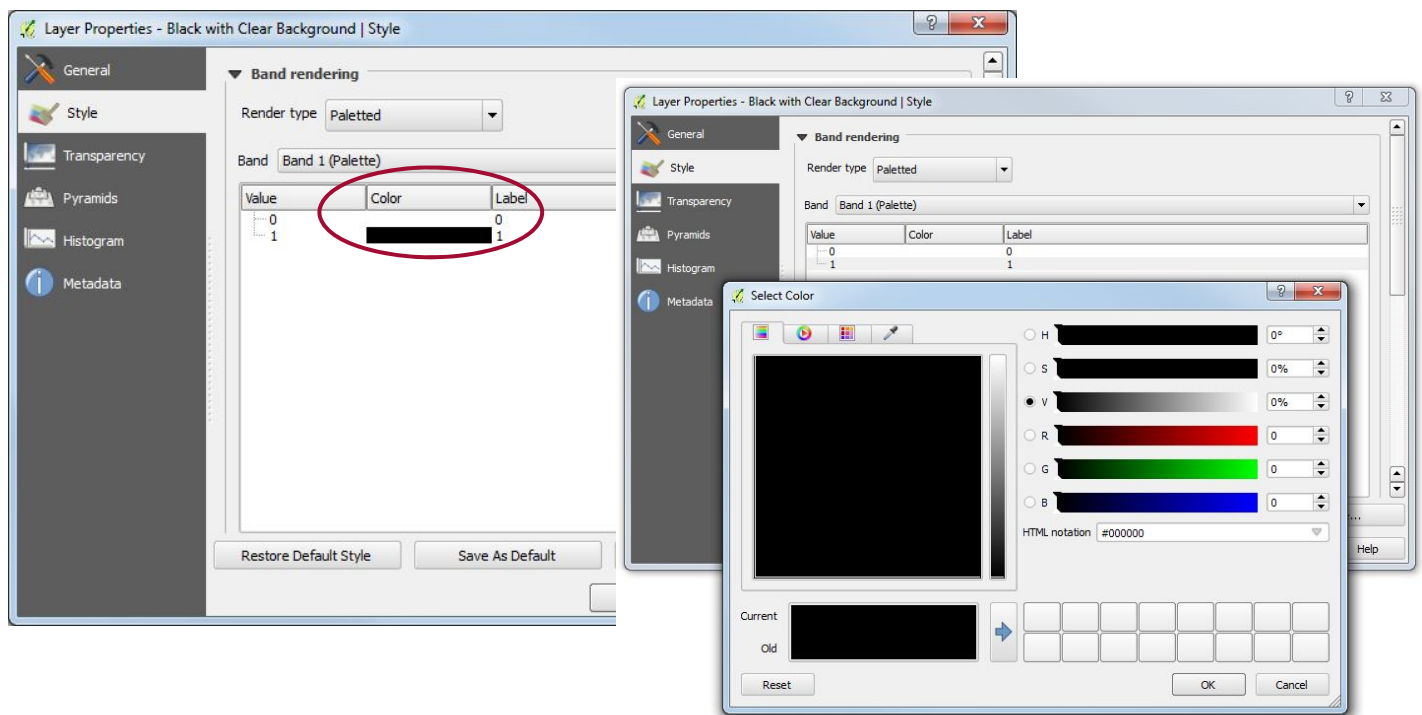 Layer Properties - Black with Clear Background | Style
General
Style
Transparency
Pyramids
Histogram
Metadata
Band rendering
Render type Paletted
Band Band 1 (Palette)
Value Color Label
0 0
1 1
Restore Default Style Save As Default
Layer Properties - Black with Clear Background | Style
General
Style
Transparency
Pyramids
Histogram
Metadata
Band rendering
Render type Paletted
Band Band 1 (Palette)
Value Color Label
0 0
1 1
Help
Select Color
H 0°
S 0%
V 0%
R 0
G 0
B 0
HTML notation #000000
Current
Old
Reset OK Cancel